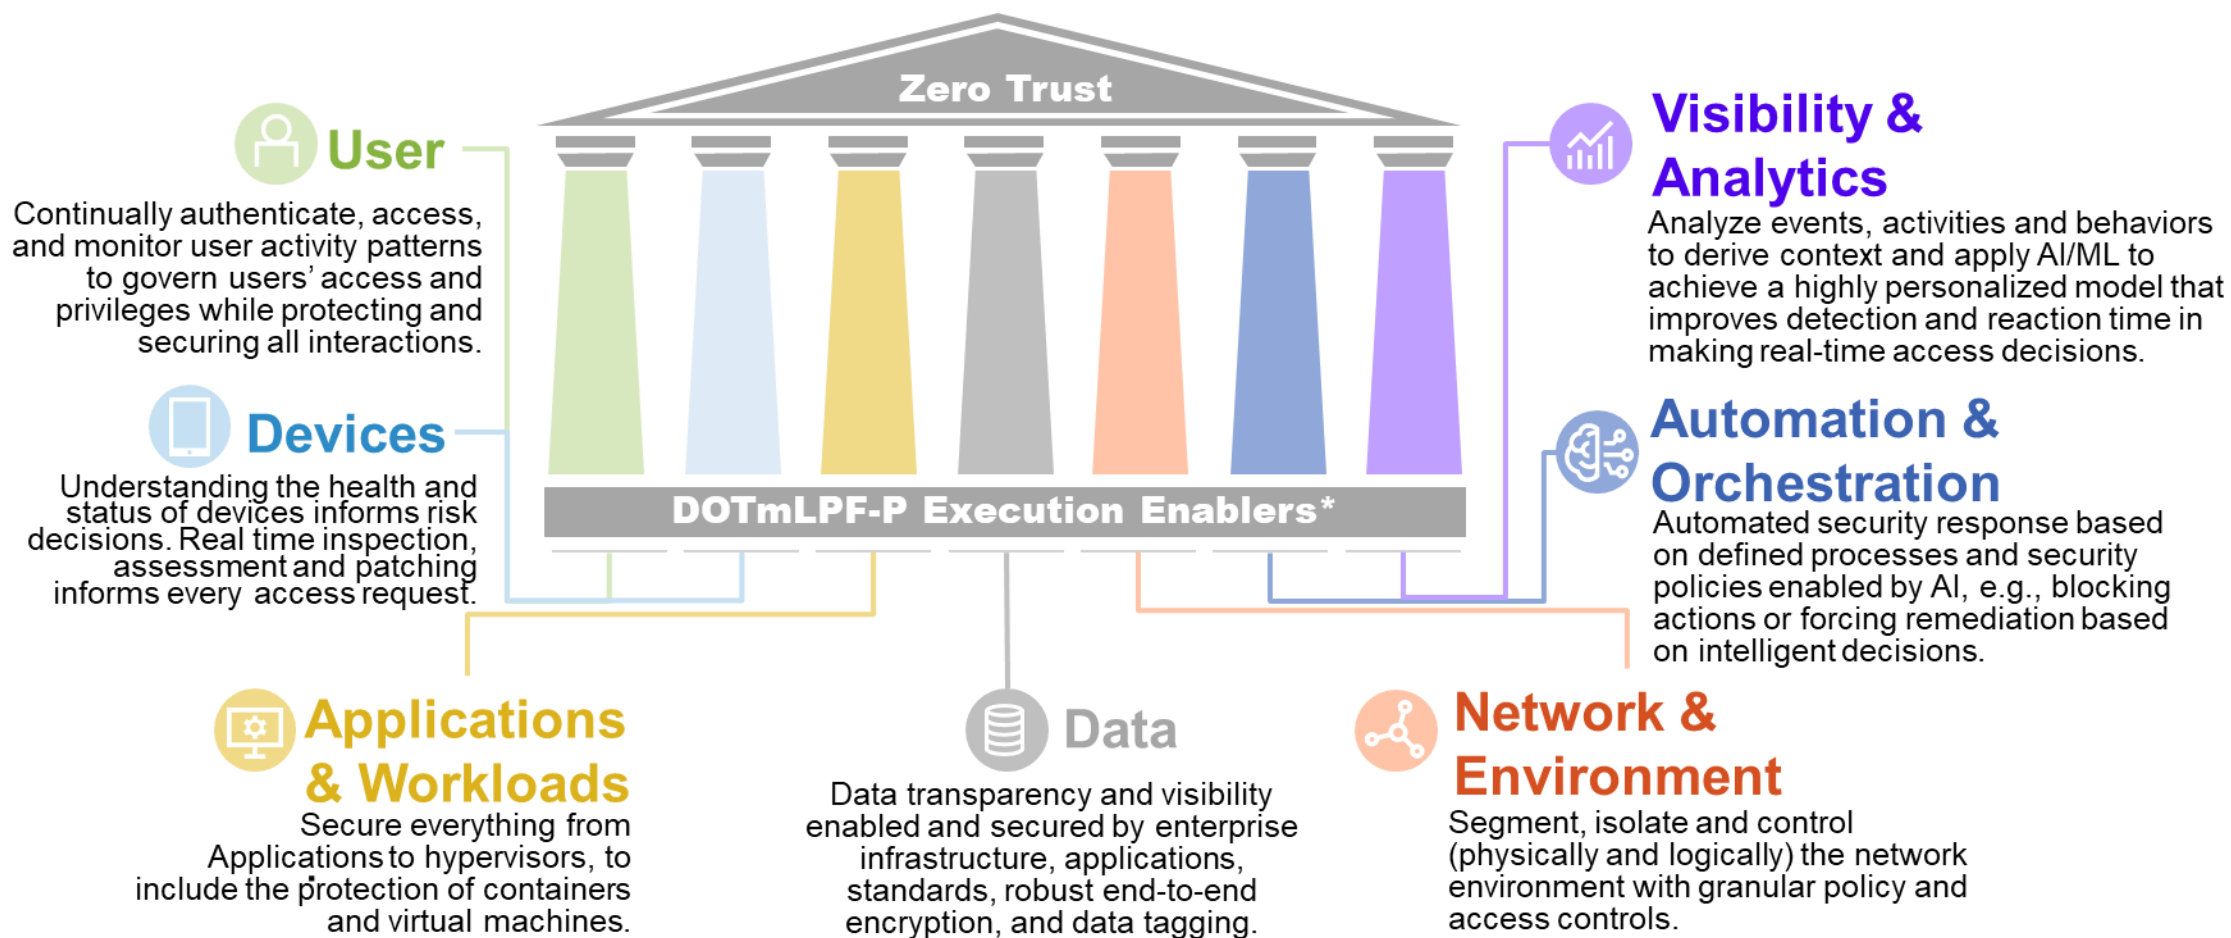 Zero Trust
User
Continually authenticate, access,
and monitor user activity patterns
to govern users’ access and
privileges while protecting and
securing all interactions.
Devices
Understanding the health and
status of devices informs risk
decisions. Real time inspection,
assessment and patching
informs every access request.
DOTmLPF-P Execution Enablers*
Visibility &
Analytics
Analyze events, activities and behaviors
to derive context and apply AI/ML to
achieve a highly personalized model that
improves detection and reaction time in
making real-time access decisions.
Automation &
Orchestration
Automated security response based
on defined processes and security
policies enabled by AI, e.g., blocking
actions or forcing remediation based
on intelligent decisions.
Applications
& Workloads
Secure everything from
Applications to hypervisors, to
include the protection of containers
and virtual machines.
Data
Data transparency and visibility
enabled and secured by enterprise
infrastructure, applications,
standards, robust end-to-end
encryption, and data tagging.
Network &
Environment
Segment, isolate and control
(physically and logically) the network
environment with granular policy and
access controls.